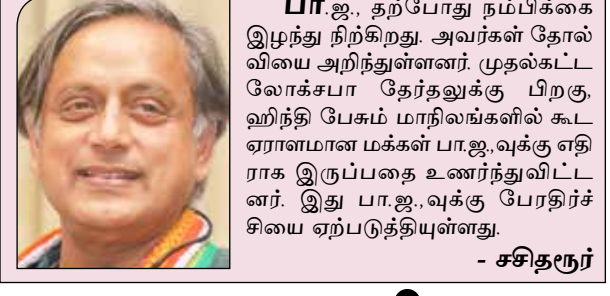 பா.ஜ., தற்போது நம்பிக்கை
இழந்து நிற்கிறது. அவர்கள் தோல்
வியை அறிந்துள்ளனர். முதல்கட்ட
லோக்சபா தேர்தலுக்கு பிறகு,
ஹிந்தி பேசும் மாநிலங்களில் கூட
ஏராளமான மக்கள் பா.ஜ.,வுக்கு எதி
ராக இருப்பதை உணர்ந்துவிட்ட
னர். இது பா.ஜ.,வுக்கு பேரதிர்ச்
சியை ஏற்படுத்தியுள்ளது.
- சசிதரூர்